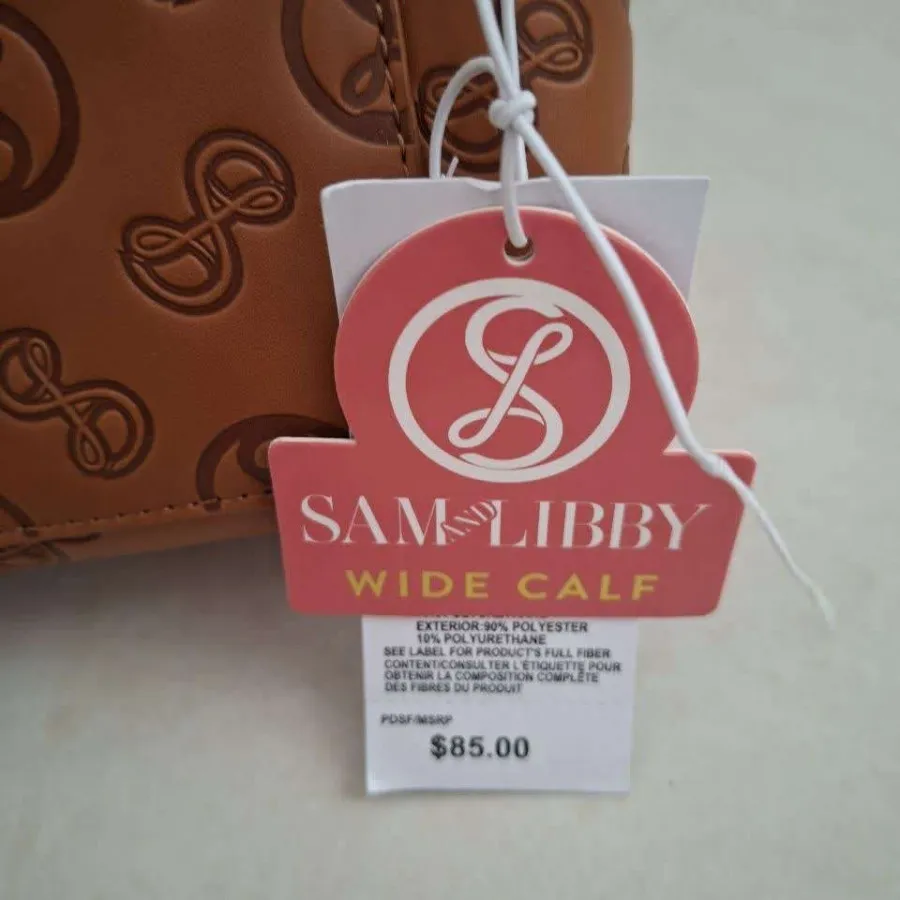 SAM AND LIBBY
WIDE CALF
EXTERIOR:90% POLYESTER
10% POLYURETHANE
SEE LABEL FOR PRODUCT'S FULL FIBER
CONTENT/CONSULTER L'ÉTIQUETTE POUR
OBTENIR LA COMPOSITION COMPLÈTE
DES FIBRES DU PRODUIT
PDSF/MSRP
$85.00